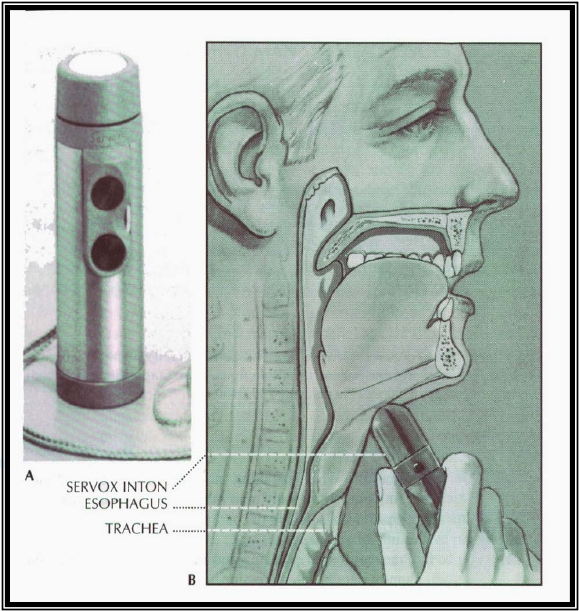 A
SERVOX INTON
ESOPHAGUS
TRACHEA
B